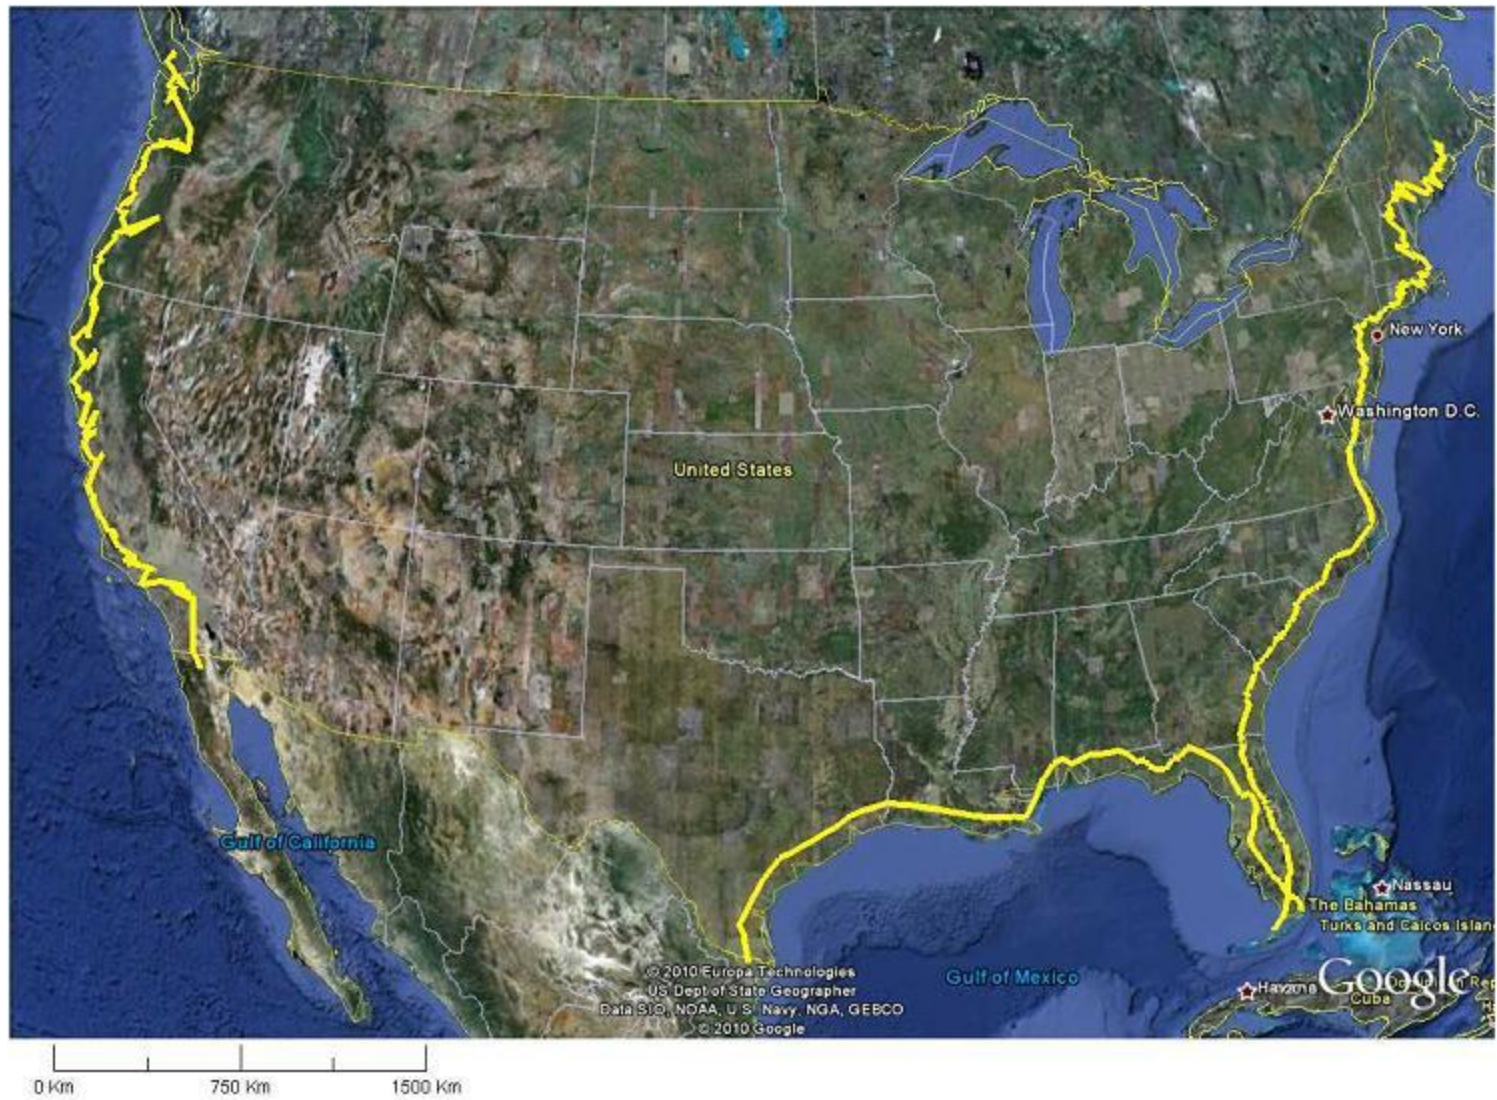 New York
Washington D.C.
United States
Gulf of California
Nassau
The Bahamas
Turks and Caicos Islan
Gulf of Mexico
Havana
Cuba
Google
© 2010 Europa Technologies
US Dept of State Geographer
Data SIO, NOAA, U.S. Navy, NGA, GEBCO
© 2010 Google
0 Km 750 Km 1500 Km